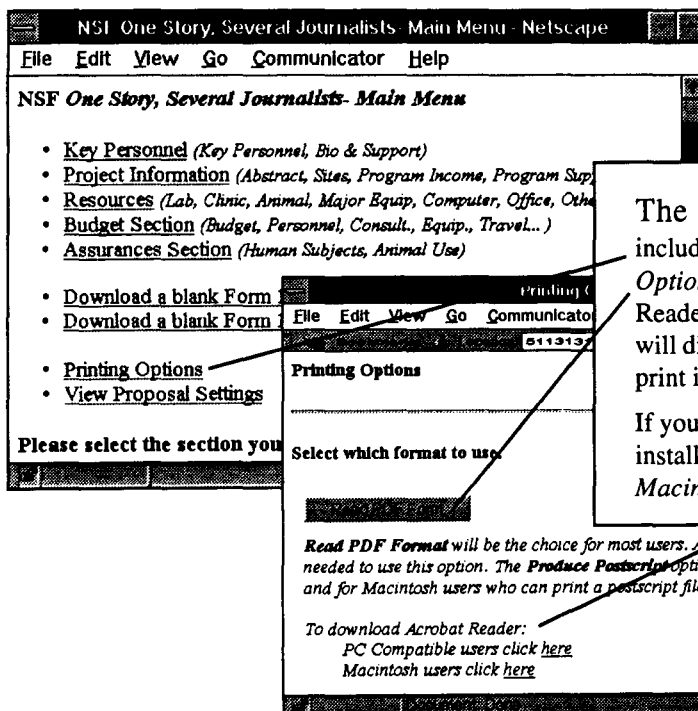 NSF One Story, Several Journalists- Main Menu - Netscape
File Edit View Go Communicator Help
NSF One Story, Several Journalists- Main Menu
• Key Personnel (Key Personnel, Bio & Support)
• Project Information (Abstract, Sites, Program Income, Program Sup
• Resources (Lab, Clinic, Animal, Major Equip, Computer, Office, Othe
• Budget Section (Budget, Personnel, Consult., Equip., Travel... )
• Assurances Section (Human Subjects, Animal Use)
• Download a blank Form
• Download a blank Form
• Printing Options
• View Proposal Settings
Please select the section you
Printing
File Edit View Go Communicato
Printing Options
Select which format to use.
Read PDF Format will be the choice for most users. A
needed to use this option. The Produce Postscript opti
and for Macintosh users who can print a postscript file
To download Acrobat Reader:
PC Compatible users click here
Macintosh users click here
Document: Done
The
includ
Option
Reade
will di
print i
If you
install
Macin